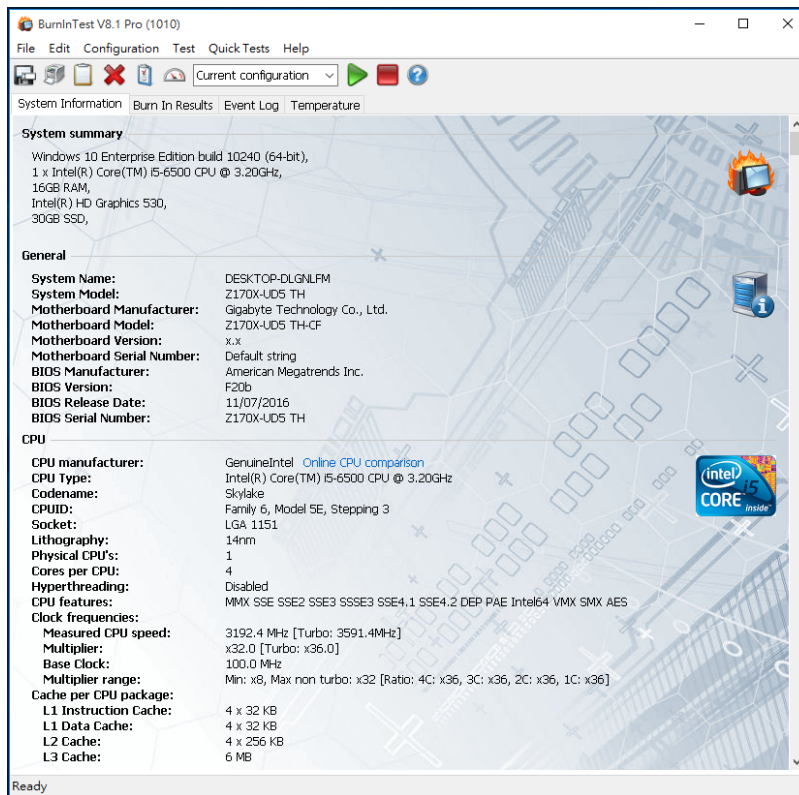 BurnInTest V8.1 Pro (1010)
File Edit Configuration Test Quick Tests Help
Current configuration
System Information Burn In Results Event Log Temperature
System summary
Windows 10 Enterprise Edition build 10240 (64-bit),
1 x Intel(R) Core(TM) i5-6500 CPU @ 3.20GHz,
16GB RAM,
Intel(R) HD Graphics 530,
30GB SSD,
General
System Name: DESKTOP-DLGNLFM
System Model: Z170X-UD5 TH
Motherboard Manufacturer: Gigabyte Technology Co., Ltd.
Motherboard Model: Z170X-UD5 TH-CF
Motherboard Version: x.x
Motherboard Serial Number: Default string
BIOS Manufacturer: American Megatrends Inc.
BIOS Version: F20b
BIOS Release Date: 11/07/2016
BIOS Serial Number: Z170X-UD5 TH
CPU
CPU manufacturer: GenuineIntel Online CPU comparison
CPU Type: Intel(R) Core(TM) i5-6500 CPU @ 3.20GHz
Codename: Skylake
CPUID: Family 6, Model 5E, Stepping 3
Socket: LGA 1151
Lithography: 14nm
Physical CPU's: 1
Cores per CPU: 4
Hyperthreading: Disabled
CPU features: MMX SSE SSE2 SSE3 SSSE3 SSE4.1 SSE4.2 DEP PAE Intel64 VMX SMX AES
Clock frequencies:
Measured CPU speed: 3192.4 MHz [Turbo: 3591.4MHz]
Multiplier: x32.0 [Turbo: x36.0]
Base Clock: 100.0 MHz
Multiplier range: Min: x8, Max non turbo: x32 [Ratio: 4C: x36, 3C: x36, 2C: x36, 1C: x36]
Cache per CPU package:
L1 Instruction Cache: 4 x 32 KB
L1 Data Cache: 4 x 32 KB
L2 Cache: 4 x 256 KB
L3 Cache: 6 MB
intel
i5
CORE inside™
Ready